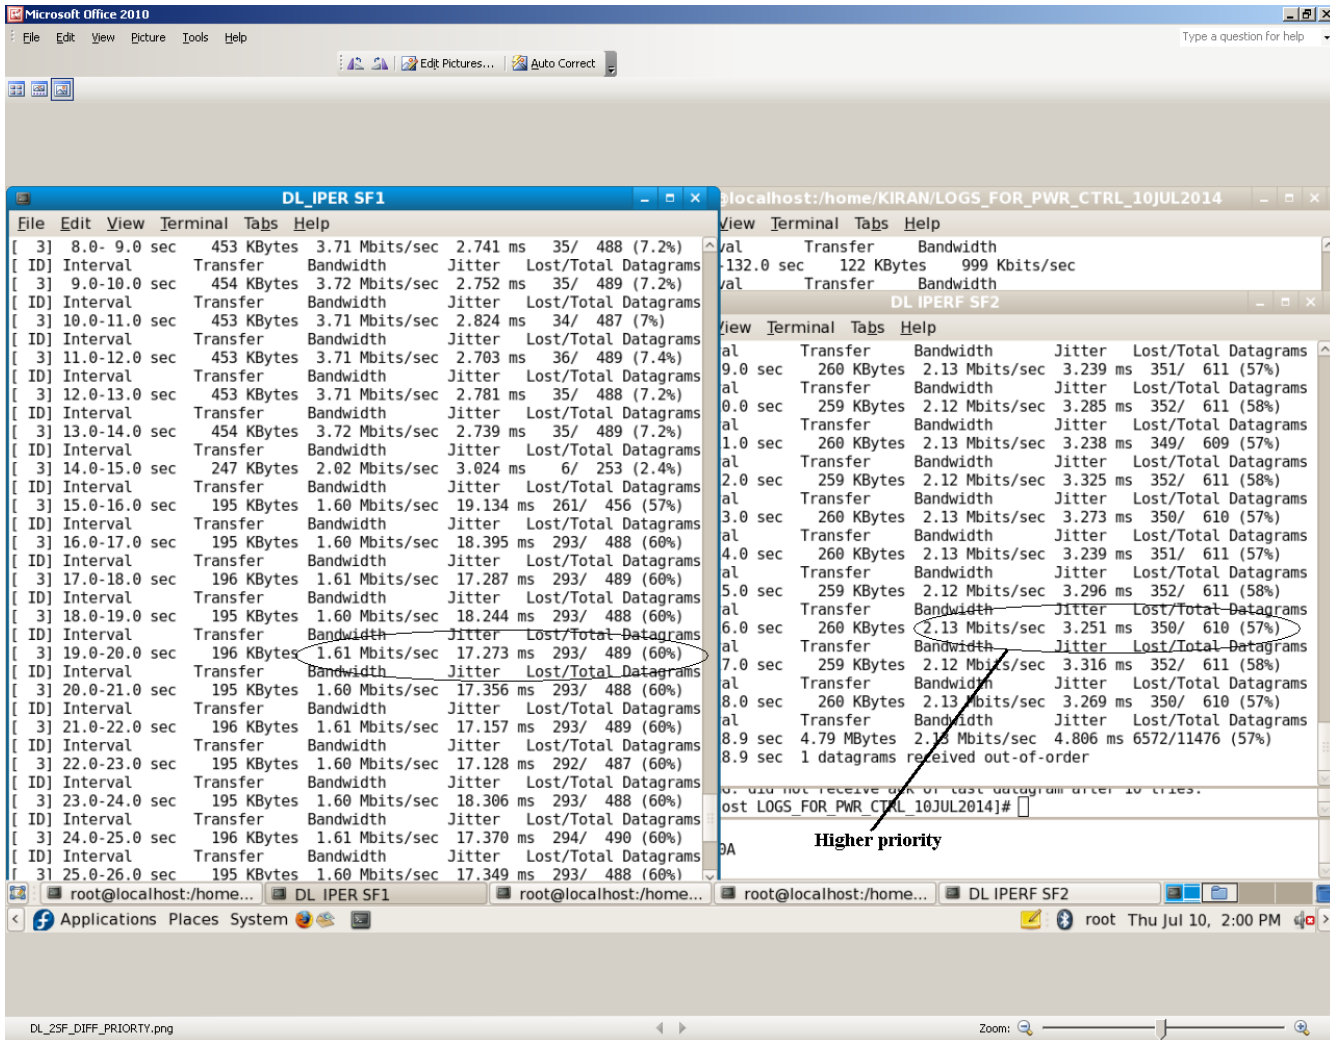 Microsoft Office 2010
File Edit View Picture Tools Help
Type a question for help
Edit Pictures... Auto Correct
DL_IPER SF1
File Edit View Terminal Tabs Help
[ 3] 8.0- 9.0 sec 453 KBytes 3.71 Mbits/sec 2.741 ms 35/ 488 (7.2%)
[ ID] Interval Transfer Bandwidth Jitter Lost/Total Datagrams
[ 3] 9.0-10.0 sec 454 KBytes 3.72 Mbits/sec 2.752 ms 35/ 489 (7.2%)
[ ID] Interval Transfer Bandwidth Jitter Lost/Total Datagrams
[ 3] 10.0-11.0 sec 453 KBytes 3.71 Mbits/sec 2.824 ms 34/ 487 (7%)
[ ID] Interval Transfer Bandwidth Jitter Lost/Total Datagrams
[ 3] 11.0-12.0 sec 453 KBytes 3.71 Mbits/sec 2.703 ms 36/ 489 (7.4%)
[ ID] Interval Transfer Bandwidth Jitter Lost/Total Datagrams
[ 3] 12.0-13.0 sec 453 KBytes 3.71 Mbits/sec 2.781 ms 35/ 488 (7.2%)
[ ID] Interval Transfer Bandwidth Jitter Lost/Total Datagrams
[ 3] 13.0-14.0 sec 454 KBytes 3.72 Mbits/sec 2.739 ms 35/ 489 (7.2%)
[ ID] Interval Transfer Bandwidth Jitter Lost/Total Datagrams
[ 3] 14.0-15.0 sec 247 KBytes 2.02 Mbits/sec 3.024 ms 6/ 253 (2.4%)
[ ID] Interval Transfer Bandwidth Jitter Lost/Total Datagrams
[ 3] 15.0-16.0 sec 195 KBytes 1.60 Mbits/sec 19.134 ms 261/ 456 (57%)
[ ID] Interval Transfer Bandwidth Jitter Lost/Total Datagrams
[ 3] 16.0-17.0 sec 195 KBytes 1.60 Mbits/sec 18.395 ms 293/ 488 (60%)
[ ID] Interval Transfer Bandwidth Jitter Lost/Total Datagrams
[ 3] 17.0-18.0 sec 196 KBytes 1.61 Mbits/sec 17.287 ms 293/ 489 (60%)
[ ID] Interval Transfer Bandwidth Jitter Lost/Total Datagrams
[ 3] 18.0-19.0 sec 195 KBytes 1.60 Mbits/sec 18.244 ms 293/ 488 (60%)
[ ID] Interval Transfer Bandwidth Jitter Lost/Total Datagrams
[ 3] 19.0-20.0 sec 196 KBytes 1.61 Mbits/sec 17.273 ms 293/ 489 (60%)
[ ID] Interval Transfer Bandwidth Jitter Lost/Total Datagrams
[ 3] 20.0-21.0 sec 195 KBytes 1.60 Mbits/sec 17.356 ms 293/ 488 (60%)
[ ID] Interval Transfer Bandwidth Jitter Lost/Total Datagrams
[ 3] 21.0-22.0 sec 196 KBytes 1.61 Mbits/sec 17.157 ms 293/ 489 (60%)
[ ID] Interval Transfer Bandwidth Jitter Lost/Total Datagrams
[ 3] 22.0-23.0 sec 195 KBytes 1.60 Mbits/sec 17.128 ms 292/ 487 (60%)
[ ID] Interval Transfer Bandwidth Jitter Lost/Total Datagrams
[ 3] 23.0-24.0 sec 195 KBytes 1.60 Mbits/sec 18.306 ms 293/ 488 (60%)
[ ID] Interval Transfer Bandwidth Jitter Lost/Total Datagrams
[ 3] 24.0-25.0 sec 196 KBytes 1.61 Mbits/sec 17.370 ms 294/ 490 (60%)
[ ID] Interval Transfer Bandwidth Jitter Lost/Total Datagrams
[ 3] 25.0-26.0 sec 195 KBytes 1.60 Mbits/sec 17.349 ms 293/ 488 (60%)
@localhost:/home/KIRAN/LOGS_FOR_PWR_CTRL_10JUL2014
View Terminal Tabs Help
val Transfer Bandwidth
-132.0 sec 122 KBytes 999 Kbits/sec
val Transfer Bandwidth
DL IPERF SF2
View Terminal Tabs Help
al Transfer Bandwidth Jitter Lost/Total Datagrams
9.0 sec 260 KBytes 2.13 Mbits/sec 3.239 ms 351/ 611 (57%)
al Transfer Bandwidth Jitter Lost/Total Datagrams
0.0 sec 259 KBytes 2.12 Mbits/sec 3.285 ms 352/ 611 (58%)
al Transfer Bandwidth Jitter Lost/Total Datagrams
1.0 sec 260 KBytes 2.13 Mbits/sec 3.238 ms 349/ 609 (57%)
al Transfer Bandwidth Jitter Lost/Total Datagrams
2.0 sec 259 KBytes 2.12 Mbits/sec 3.325 ms 352/ 611 (58%)
al Transfer Bandwidth Jitter Lost/Total Datagrams
3.0 sec 260 KBytes 2.13 Mbits/sec 3.273 ms 350/ 610 (57%)
al Transfer Bandwidth Jitter Lost/Total Datagrams
4.0 sec 260 KBytes 2.13 Mbits/sec 3.239 ms 351/ 611 (57%)
al Transfer Bandwidth Jitter Lost/Total Datagrams
5.0 sec 259 KBytes 2.12 Mbits/sec 3.296 ms 352/ 611 (58%)
al Transfer Bandwidth Jitter Lost/Total Datagrams
6.0 sec 260 KBytes 2.13 Mbits/sec 3.251 ms 350/ 610 (57%)
al Transfer Bandwidth Jitter Lost/Total Datagrams
7.0 sec 259 KBytes 2.12 Mbits/sec 3.316 ms 352/ 611 (58%)
al Transfer Bandwidth Jitter Lost/Total Datagrams
8.0 sec 260 KBytes 2.13 Mbits/sec 3.269 ms 350/ 610 (57%)
al Transfer Bandwidth Jitter Lost/Total Datagrams
8.9 sec 4.79 MBytes 2.13 Mbits/sec 4.806 ms 6572/11476 (57%)
8.9 sec 1 datagrams received out-of-order
G: did not receive ack of last datagram after 10 tries.
ost LOGS_FOR_PWR_CTRL_10JUL2014]#
Higher priority
0A
root@localhost:/home... DL IPER SF1 root@localhost:/home... root@localhost:/home... DL IPERF SF2
Applications Places System root Thu Jul 10, 2:00 PM
DL_2SF_DIFF_PRIORTY.png
Zoom: